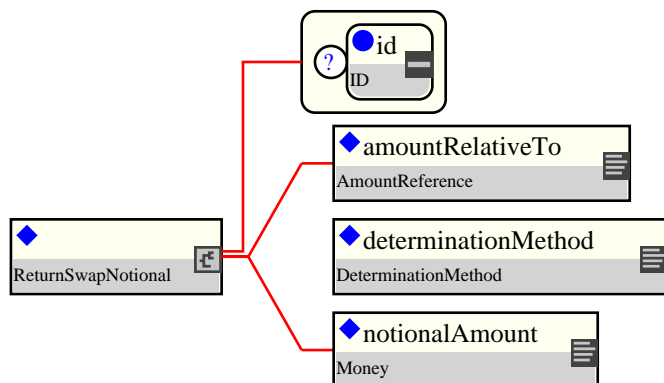 id
?
ID
amountRelativeTo
AmountReference
determinationMethod
ReturnSwapNotional
DeterminationMethod
notionalAmount
Money